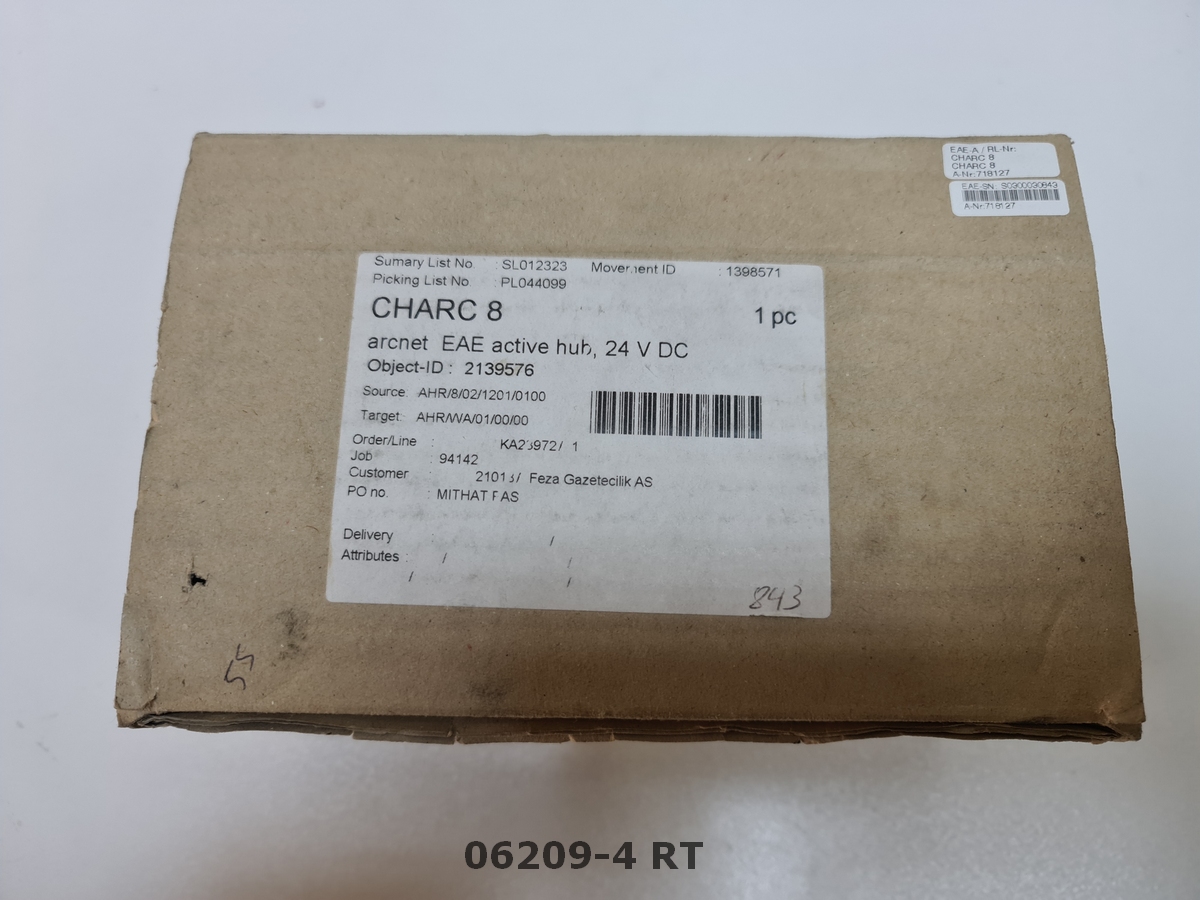 EAE-A / RL-Nr:
CHARC 8
CHARC 8
A-Nr:718127
EAE-SN: S0300030843
A-Nr:718127
Sumary List No : SL012323 Movement ID : 1398571
Picking List No : PL044099
CHARC 8 1 pc
arcnet EAE active hub, 24 V DC
Object-ID : 2139576
Source: AHR/8/02/1201/0100
Target: AHR/WA/01/00/00
Order/Line : / 1
Job : 94142
Customer / Feza Gazetecilik AS
PO no. : MITHAT
Delivery : /
Attributes : / /
/ /
843
06209-4 RT